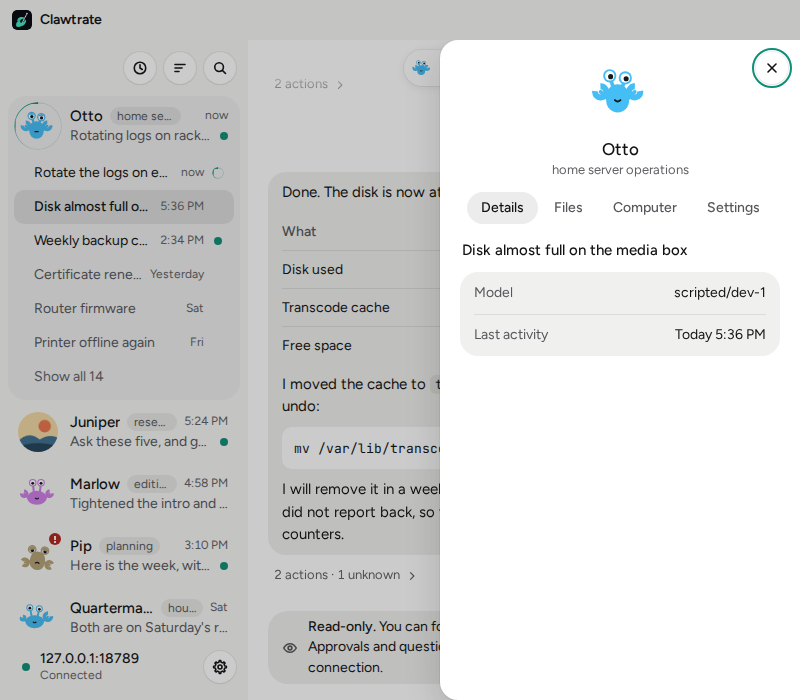 Clawtrate
Otto home se... now
Rotating logs on rack...
Rotate the logs on e... now
Disk almost full o... 5:36 PM
Weekly backup c... 2:34 PM
Certificate rene... Yesterday
Router firmware Sat
Printer offline again Fri
Show all 14
Juniper rese... 5:24 PM
Ask these five, and g...
Marlow editi... 4:58 PM
Tightened the intro and ...
Pip planning 3:10 PM
Here is the week, wit...
Quarterma... hou... Sat
Both are on Saturday's r...
127.0.0.1:18789
Connected
2 actions
Done. The disk is now at
What
Disk used
Transcode cache
Free space
I moved the cache to
undo:
mv /var/lib/transc
I will remove it in a week
did not report back, so
counters.
2 actions · 1 unknown
Read-only. You can fo
Approvals and questio
connection.
Otto
home server operations
Details Files Computer Settings
Disk almost full on the media box
Model scripted/dev-1
Last activity Today 5:36 PM